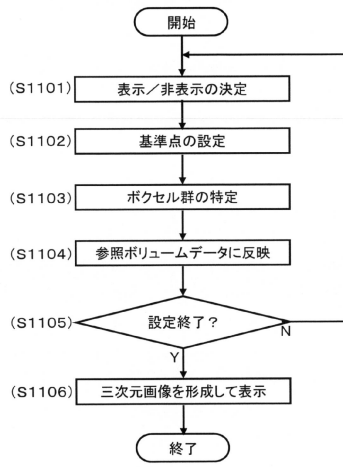 開始
(S1101) 表示/非表示の決定
(S1102) 基準点の設定
(S1103) ボクセル群の特定
(S1104) 参照ボリュームデータに反映
(S1105) 設定終了?
N
Y
(S1106) 三次元画像を形成して表示
終了